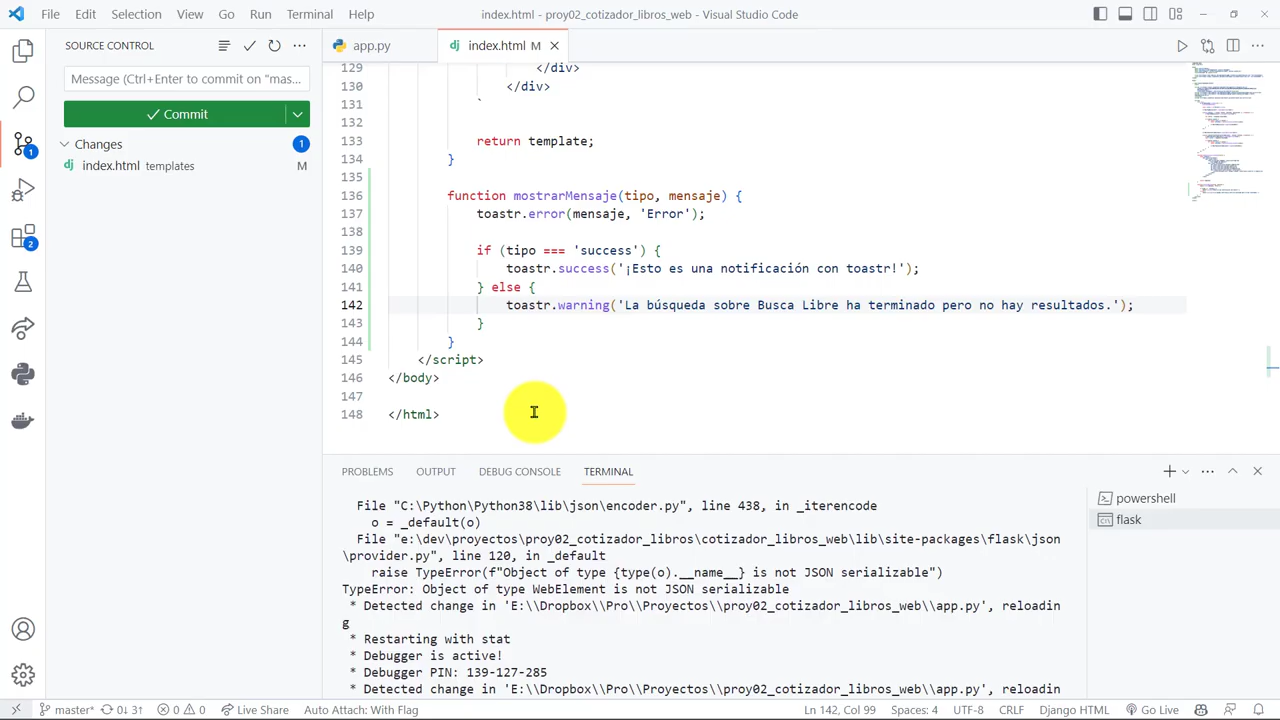 File Edit Selection View Go Run Terminal Help
index.html - proy02_cotizador_libros_web - Visual Studio Code
SOURCE CONTROL
Message (Ctrl+Enter to commit on "mas...
Commit
Changes 1
index.html templates M
app.py
index.html M
129 </div>
</div>
`
return template;
}
136 function mostrarMensaje(tipo, mensaje) {
137 toastr.error(mensaje, 'Error');
138
139 if (tipo === 'success') {
140 toastr.success('¡Esto es una notificación con toastr!');
141 } else {
142 toastr.warning('La búsqueda sobre Busca Libre ha terminado pero no hay resultados.');
143 }
144 }
145 </script>
146 </body>
147
148 </html>
PROBLEMS OUTPUT DEBUG CONSOLE TERMINAL
powershell
flask
File "C:\Python\Python38\lib\json\encoder.py", line 438, in _iterencode
o = _default(o)
File "e:\dev\proyectos\proy02_cotizador_libros\cotizador_libros_web\lib\site-packages\flask\json
\provider.py", line 120, in _default
raise TypeError(f"Object of type {type(o).__name__} is not JSON serializable")
TypeError: Object of type WebElement is not JSON serializable
* Detected change in 'E:\\Dropbox\\Pro\\Proyectos\\proy02_cotizador_libros_web\\app.py', reloadin
g
* Restarting with stat
* Debugger is active!
* Debugger PIN: 139-127-285
* Detected change in 'E:\\Dropbox\\Pro\\Proyectos\\proy02_cotizador_libros_web\\app.py', reloadin
master* 0↓ 3↑ 0 0 Live Share Auto Attach: With Flag
Ln 142, Col 99 Spaces: 4 UTF-8 CRLF Django HTML Go Live